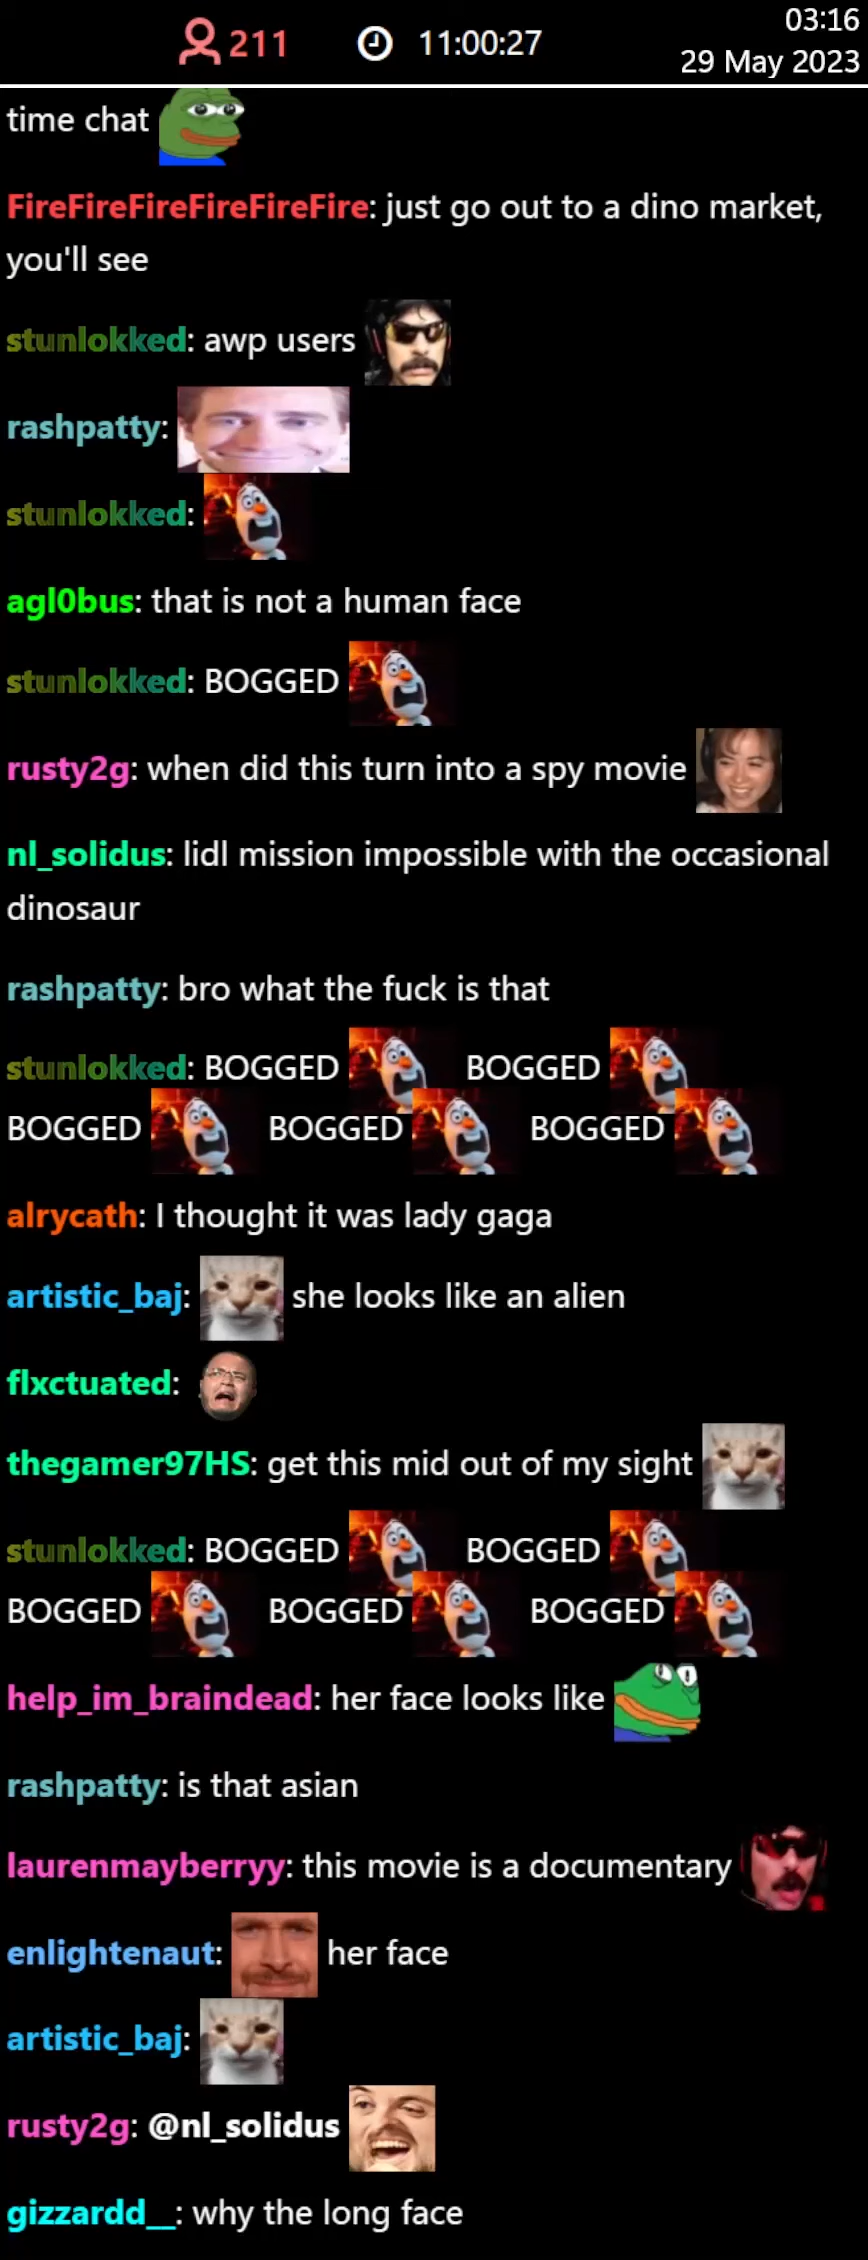 211 11:00:27 03:16
29 May 2023
time chat
FireFireFireFireFireFire: just go out to a dino market,
you'll see
stunlokked: awp users
rashpatty:
stunlokked:
agl0bus: that is not a human face
stunlokked: BOGGED
rusty2g: when did this turn into a spy movie
nl_solidus: lidl mission impossible with the occasional
dinosaur
rashpatty: bro what the fuck is that
stunlokked: BOGGED BOGGED
BOGGED BOGGED BOGGED
alrycath: I thought it was lady gaga
artistic_baj: she looks like an alien
flxctuated:
thegamer97HS: get this mid out of my sight
stunlokked: BOGGED BOGGED
BOGGED BOGGED BOGGED
help_im_braindead: her face looks like
rashpatty: is that asian
laurenmayberryy: this movie is a documentary
enlightenaut: her face
artistic_baj:
rusty2g: @nl_solidus
gizzardd__: why the long face